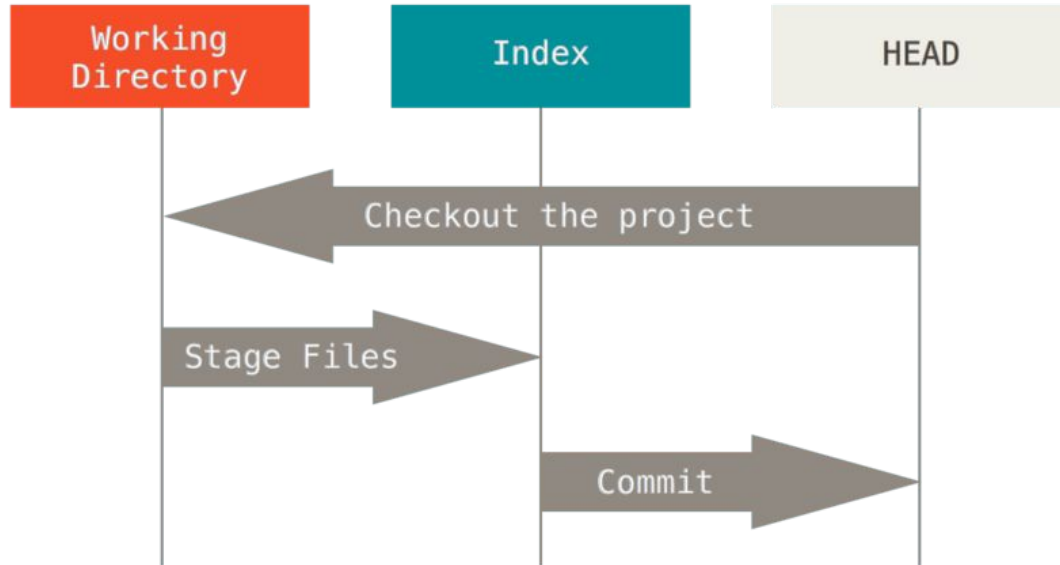 Working
Directory
Index
HEAD
Checkout the project
Stage Files
Commit